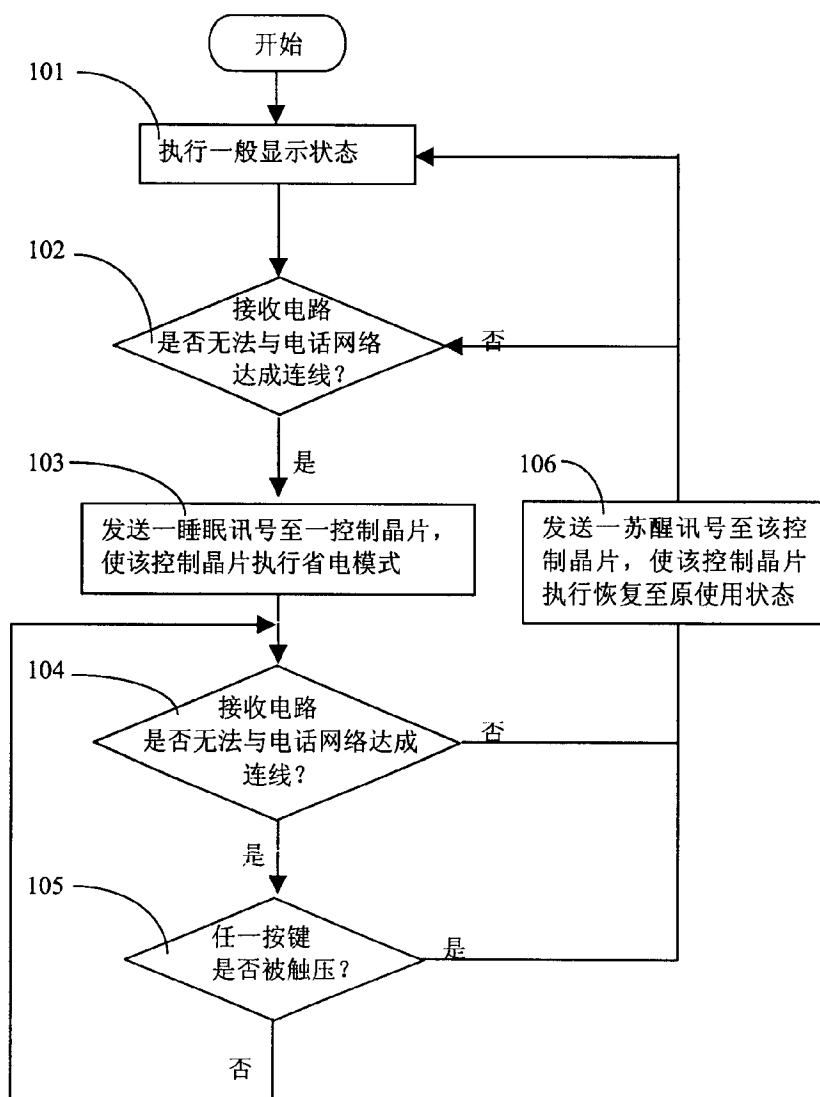 开始
101
执行一般显示状态
102
接收电路
是否无法与电话网络
达成连线？
否
是
103
发送一睡眠讯号至一控制晶片，
使该控制晶片执行省电模式
106
发送一苏醒讯号至该控
制晶片，使该控制晶片
执行恢复至原使用状态
104
接收电路
是否无法与电话网络达成
连线？
否
是
105
任一按键
是否被触压？
是
否